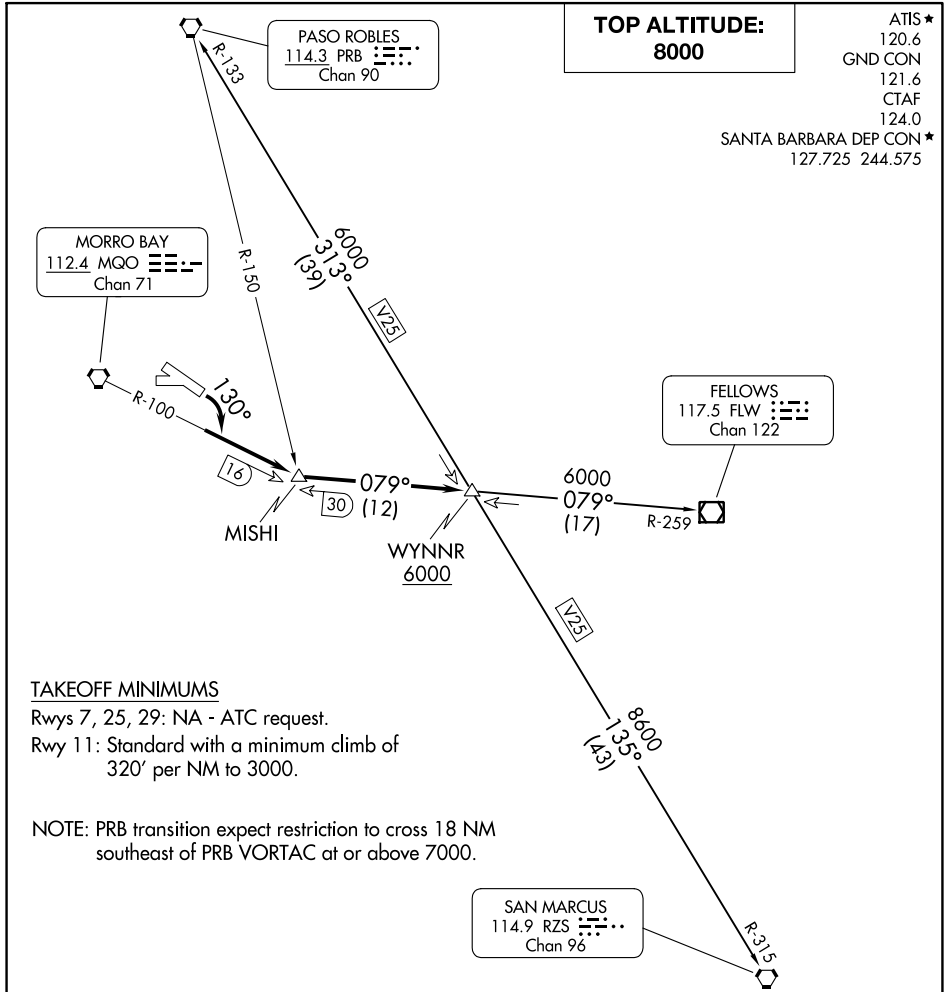 TOP ALTITUDE:
8000
ATIS★
120.6
GND CON
121.6
CTAF
124.0
SANTA BARBARA DEP CON★
127.725 244.575
PASO ROBLES
114.3 PRB
Chan 90
R-133
R-150
6000
313°
(39)
V25
MORRO BAY
112.4 MQO
Chan 71
R-100
130°
16
30
MISHI
079°
(12)
WYNNR
6000
6000
079°
(17)
R-259
FELLOWS
117.5 FLW
Chan 122
V25
8600
135°
(43)
R-315
TAKEOFF MINIMUMS
Rwys 7, 25, 29: NA - ATC request.
Rwy 11: Standard with a minimum climb of
320' per NM to 3000.
NOTE: PRB transition expect restriction to cross 18 NM
southeast of PRB VORTAC at or above 7000.
SAN MARCUS
114.9 RZS
Chan 96